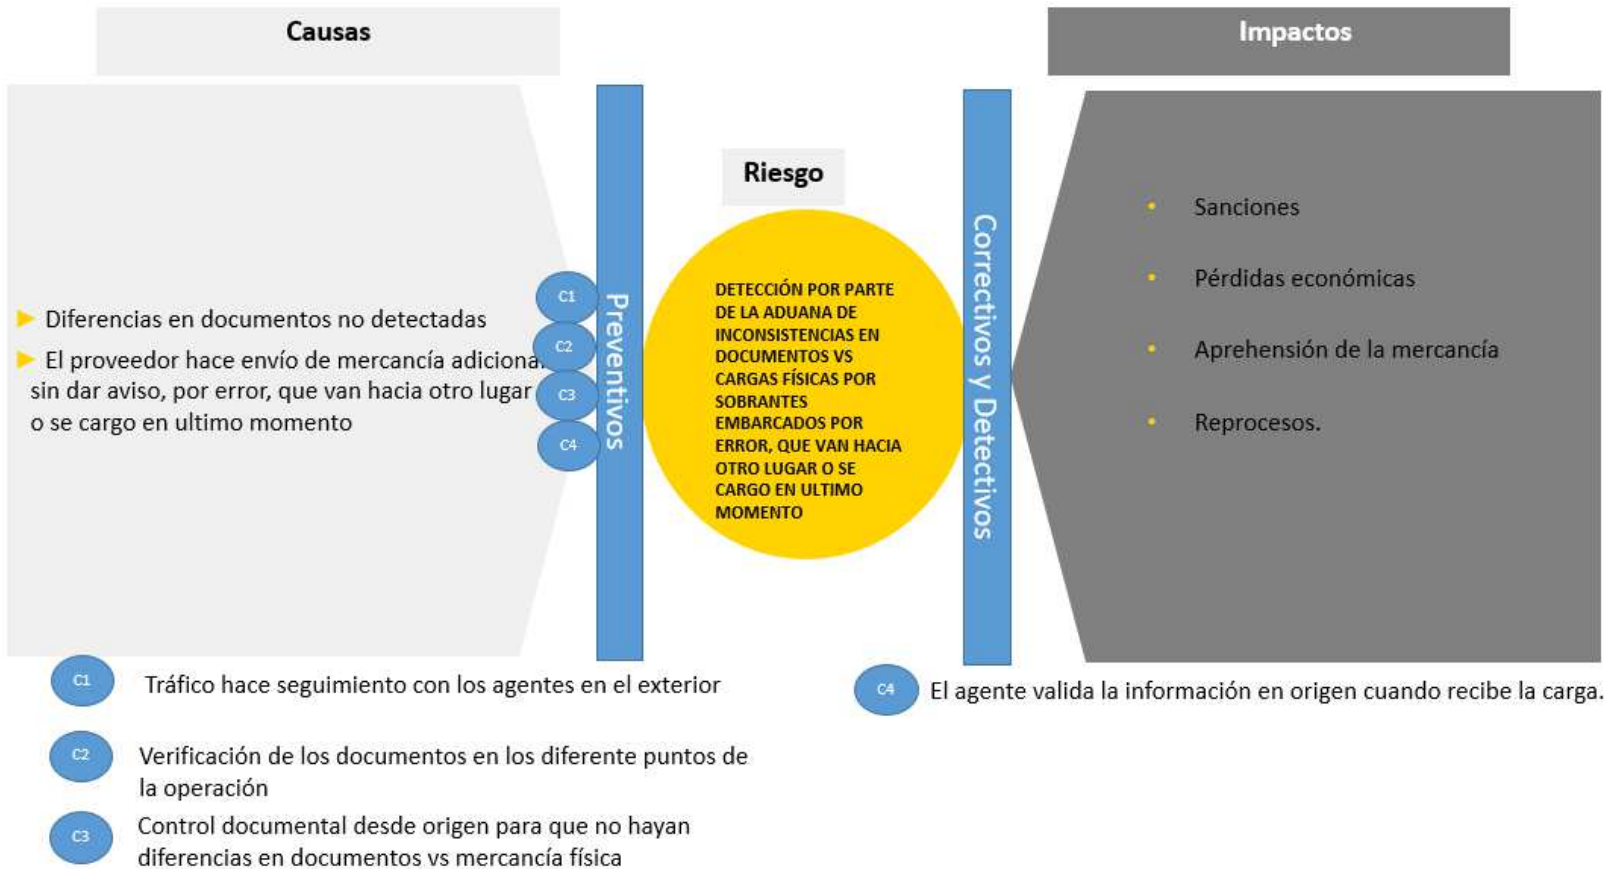 Causas
Impactos
Riesgo
Diferencias en documentos no detectadas
El proveedor hace envío de mercancía adiciona
sin dar aviso, por error, que van hacia otro lugar
o se cargo en ultimo momento
C1
C2
C3
C4
Preventivos
DETECCIÓN POR PARTE
DE LA ADUANA DE
INCONSISTENCIAS EN
DOCUMENTOS VS
CARGAS FÍSICAS POR
SOBRANTES
EMBARCADOS POR
ERROR, QUE VAN HACIA
OTRO LUGAR O SE
CARGO EN ULTIMO
MOMENTO
Correctivos y Detectivos
• Sanciones
• Pérdidas económicas
• Aprehensión de la mercancía
• Reprocesos.
C1 Tráfico hace seguimiento con los agentes en el exterior
C2 Verificación de los documentos en los diferente puntos de
la operación
C3 Control documental desde origen para que no hayan
diferencias en documentos vs mercancía física
C4 El agente valida la información en origen cuando recibe la carga.